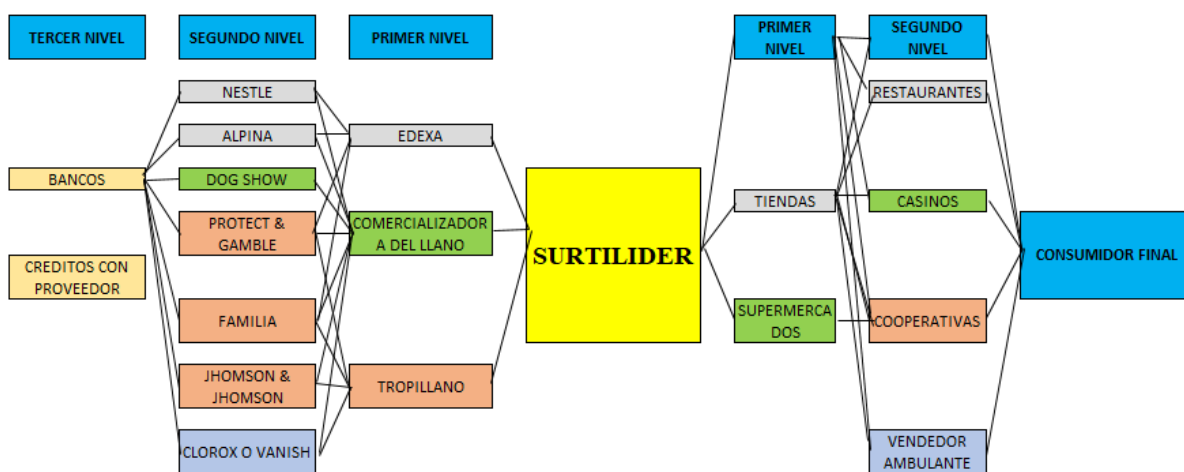 TERCER NIVEL
SEGUNDO NIVEL
PRIMER NIVEL
PRIMER
NIVEL
SEGUNDO
NIVEL
NESTLE
ALPINA
DOG SHOW
PROTECT &
GAMBLE
FAMILIA
JHOMSON &
JHOMSON
CLOROX O VANISH
BANCOS
CREDITOS CON
PROVEEDOR
EDEXA
COMERCIALIZADOR
A DEL LLANO
TROPILLANO
SURTILIDER
TIENDAS
SUPERMERCA
DOS
RESTAURANTES
CASINOS
COOPERATIVAS
VENDEDOR
AMBULANTE
CONSUMIDOR FINAL